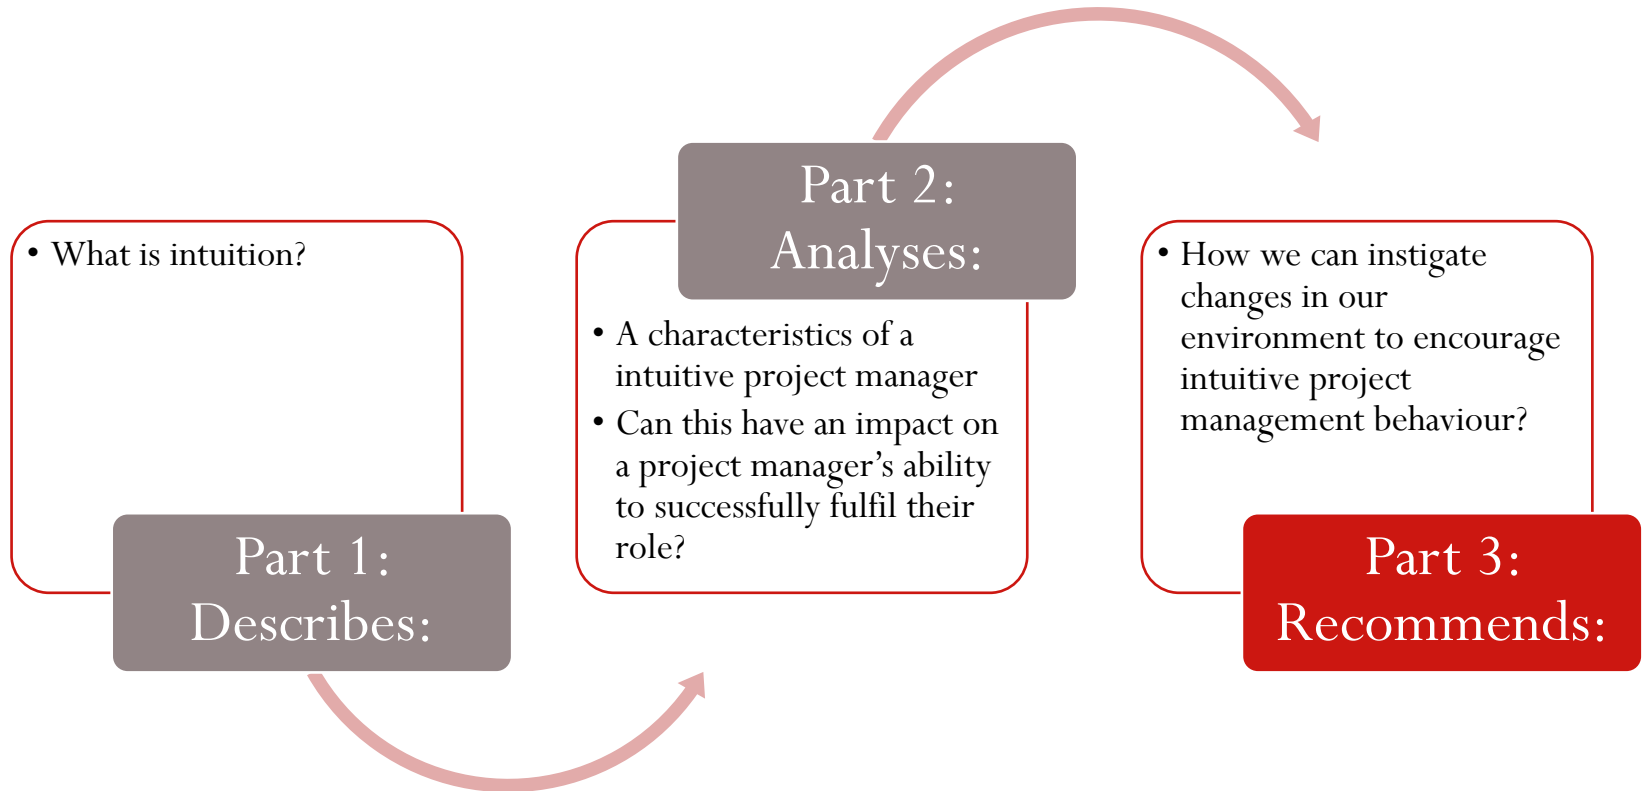 • What is intuition?
Part 1:
Describes:
Part 2:
Analyses:
• A characteristics of a
intuitive project manager
• Can this have an impact on
a project manager’s ability
to successfully fulfil their
role?
• How we can instigate
changes in our
environment to encourage
intuitive project
management behaviour?
Part 3:
Recommends: